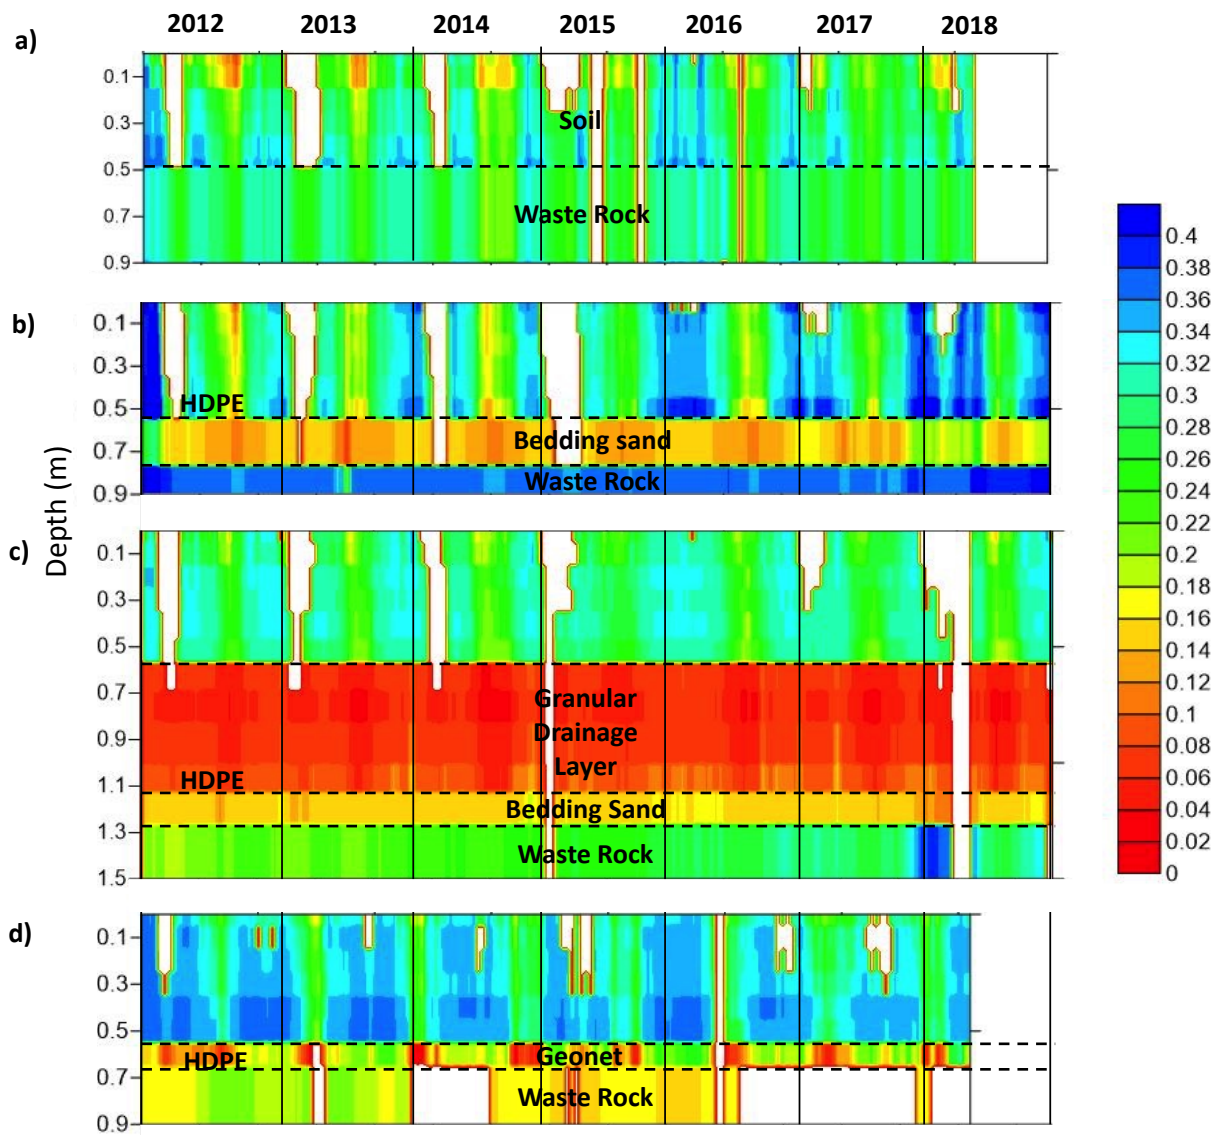 2012 2013 2014 2015 2016 2017 2018
a)
0.1
0.3
0.5
0.7
0.9
Soil
Waste Rock
b)
0.1
0.3
0.5
0.7
0.9
HDPE
Bedding sand
Waste Rock
Depth (m)
c)
0.1
0.3
0.5
0.7
0.9
1.1
1.3
1.5
Granular
Drainage
Layer
HDPE
Bedding Sand
Waste Rock
d)
0.1
0.3
0.5
0.7
0.9
Geonet
HDPE
Waste Rock
0.4
0.38
0.36
0.34
0.32
0.3
0.28
0.26
0.24
0.22
0.2
0.18
0.16
0.14
0.12
0.1
0.08
0.06
0.04
0.02
0